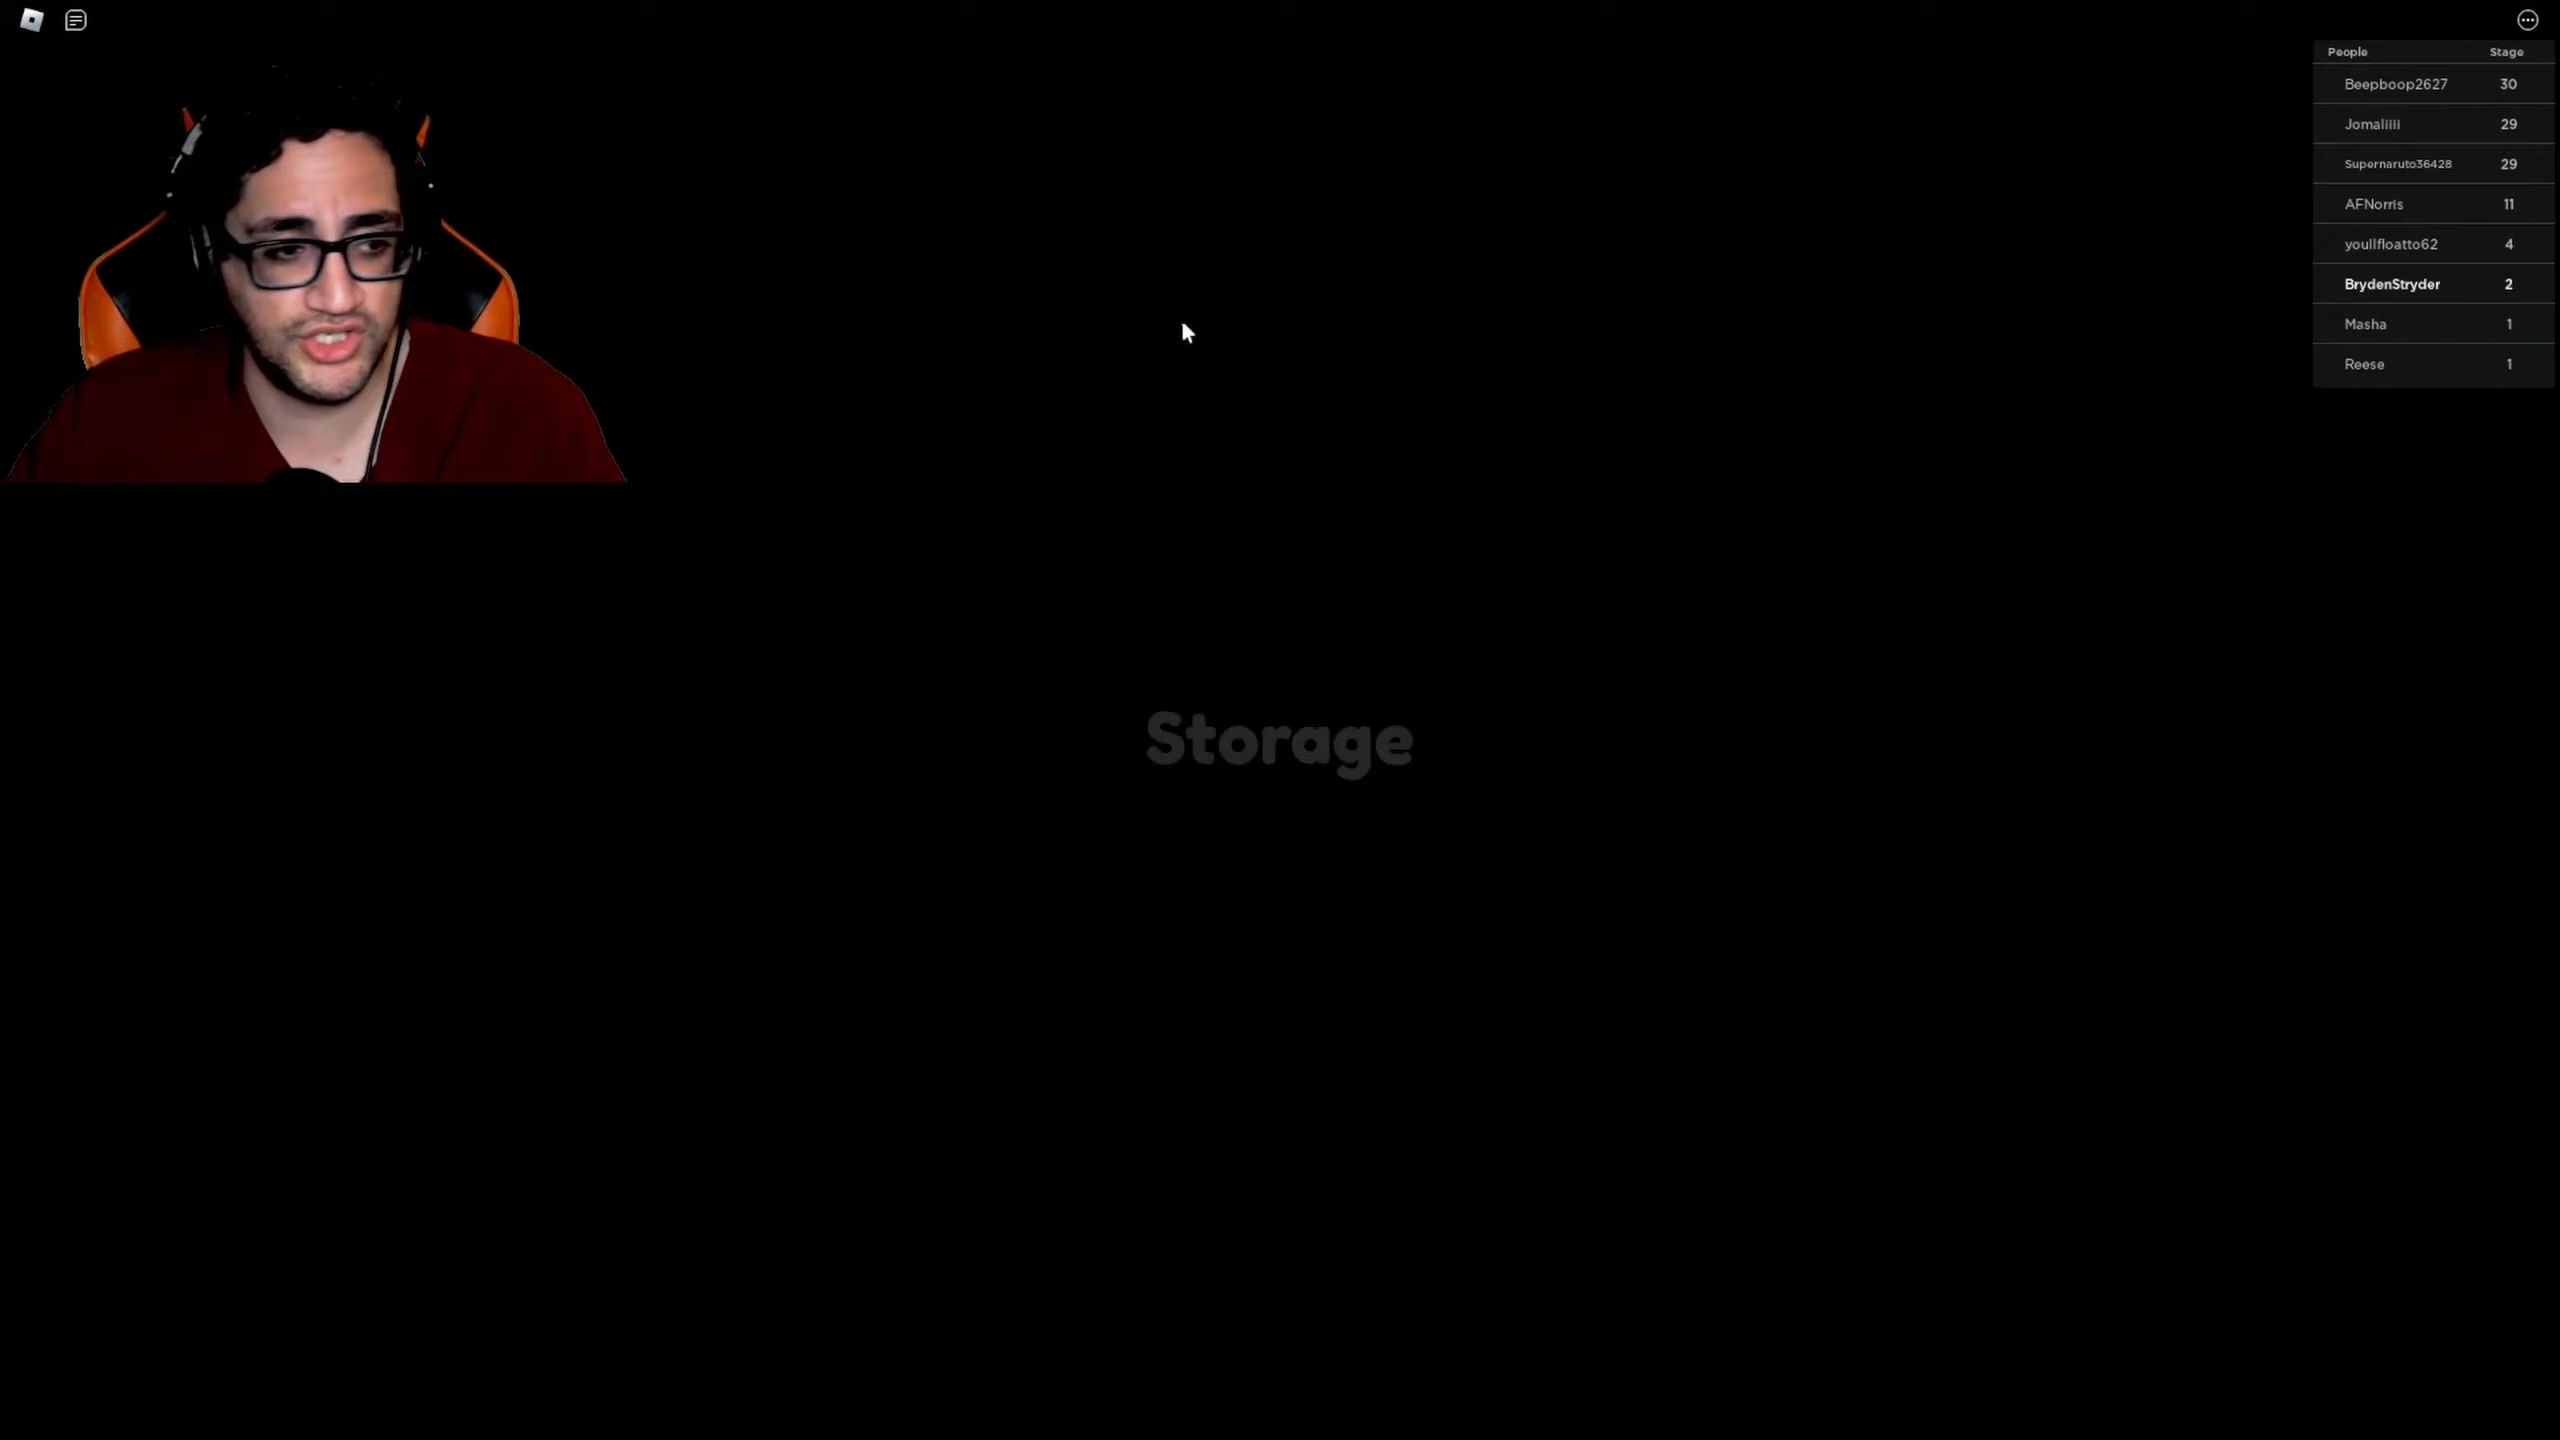 People Stage
Beepboop2627 30
Jomaliiii 29
Supernaruto36428 29
AFNorris 11
youllfloatto62 4
BrydenStryder 2
Masha 1
Reese 1
Storage